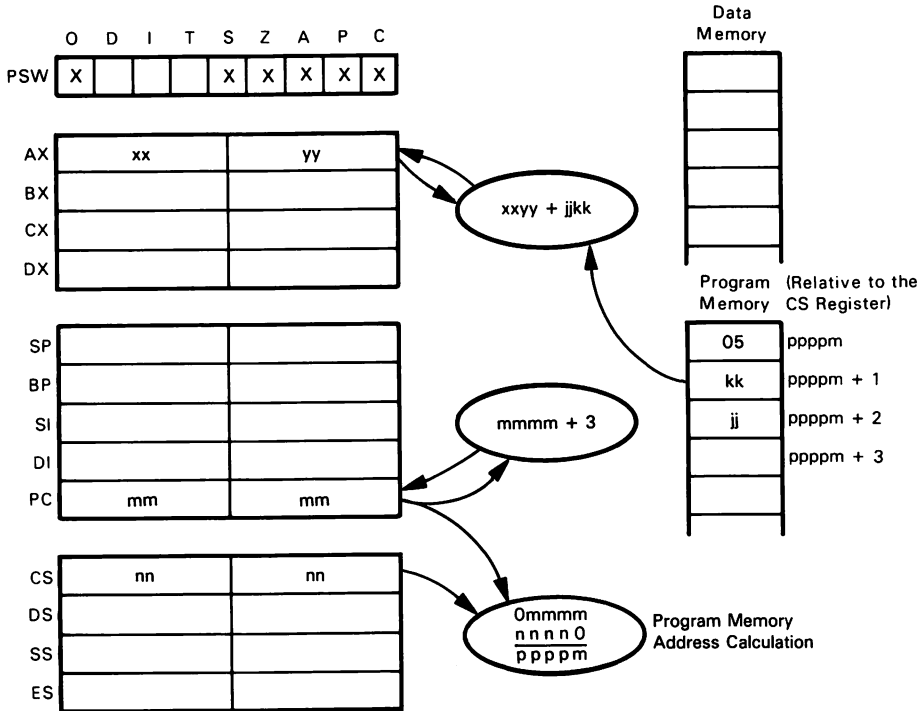 O D I T S Z A P C
PSW X X X X X X
Data
Memory
AX xx yy
BX
CX
DX
xxyy + jjkk
Program
Memory
(Relative to the
CS Register)
05 ppppm
kk ppppm + 1
jj ppppm + 2
ppppm + 3
SP
BP
SI
DI
PC mm mm
mmmm + 3
CS nn nn
DS
SS
ES
0mmmm
nnnn0
ppppm
Program Memory
Address Calculation